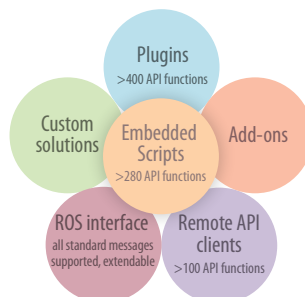 Plugins
>400 API functions
Custom
solutions
Embedded
Scripts
>280 API functions
Add-ons
ROS interface
all standard messages
supported, extendable
Remote API
clients
>100 API functions